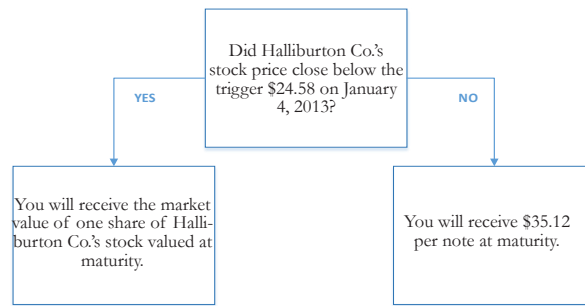 Did Halliburton Co.'s
stock price close below the
trigger $24.58 on January
4, 2013?
YES
NO
You will receive the market
value of one share of Halli-
burton Co.'s stock valued at
maturity.
You will receive $35.12
per note at maturity.